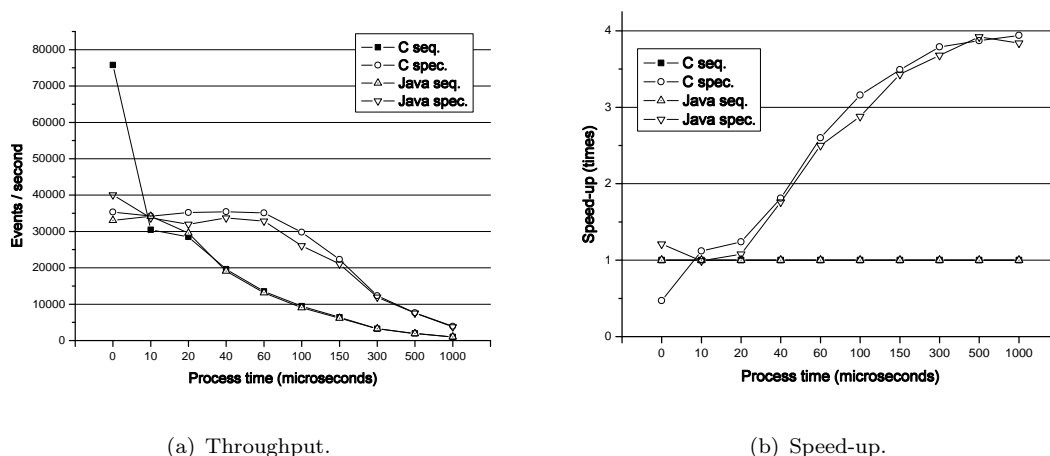 80000
70000
60000
50000
40000
30000
20000
10000
0
Events / second
C seq.
C spec.
Java seq.
Java spec.
0 10 20 40 60 100 150 300 500 1000
Process time (microseconds)
(a) Throughput.
4
3
2
1
0
Speed-up (times)
C seq.
C spec.
Java seq.
Java spec.
0 10 20 40 60 100 150 300 500 1000
Process time (microseconds)
(b) Speed-up.